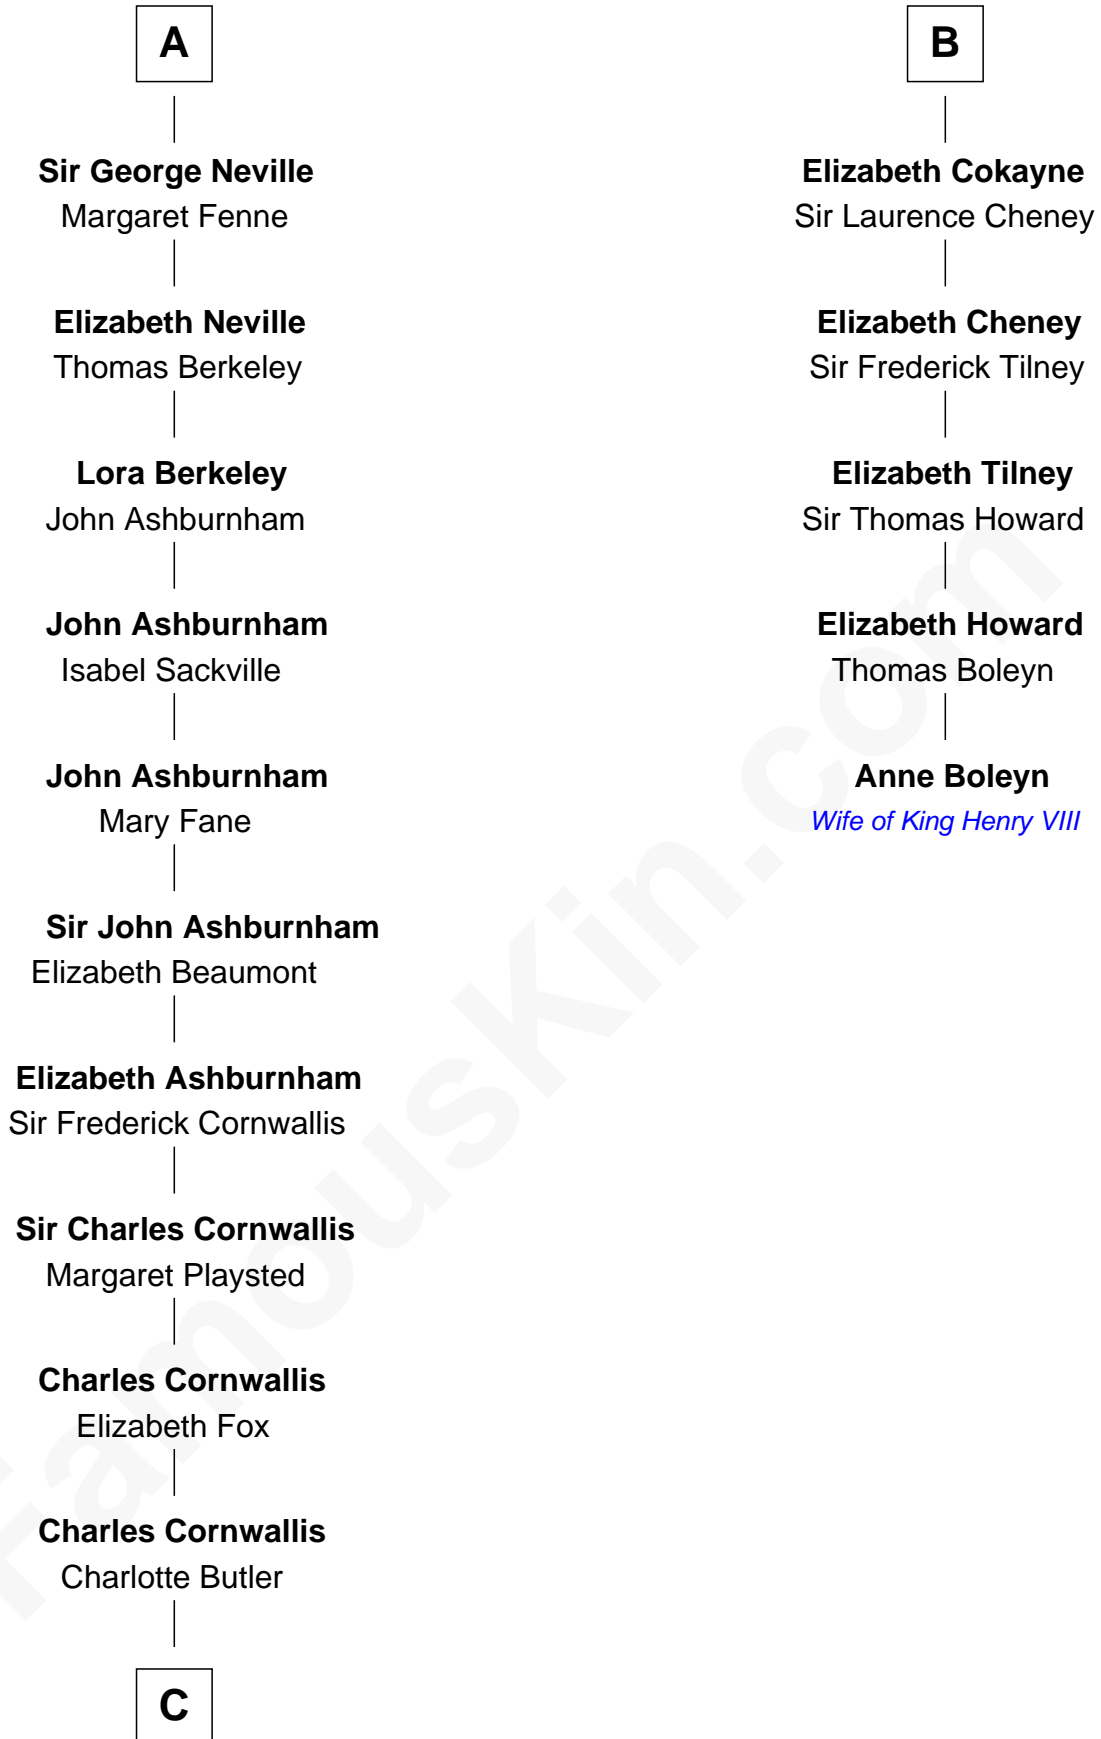 A
Sir George Neville
Margaret Fenne
Elizabeth Neville
Thomas Berkeley
Lora Berkeley
John Ashburnham
John Ashburnham
Isabel Sackville
John Ashburnham
Mary Fane
Sir John Ashburnham
Elizabeth Beaumont
Elizabeth Ashburnham
Sir Frederick Cornwallis
Sir Charles Cornwallis
Margaret Playsted
Charles Cornwallis
Elizabeth Fox
Charles Cornwallis
Charlotte Butler
C
B
Elizabeth Cokayne
Sir Laurence Cheney
Elizabeth Cheney
Sir Frederick Tilney
Elizabeth Tilney
Sir Thomas Howard
Elizabeth Howard
Thomas Boleyn
Anne Boleyn
Wife of King Henry VIII
FamousKin.com